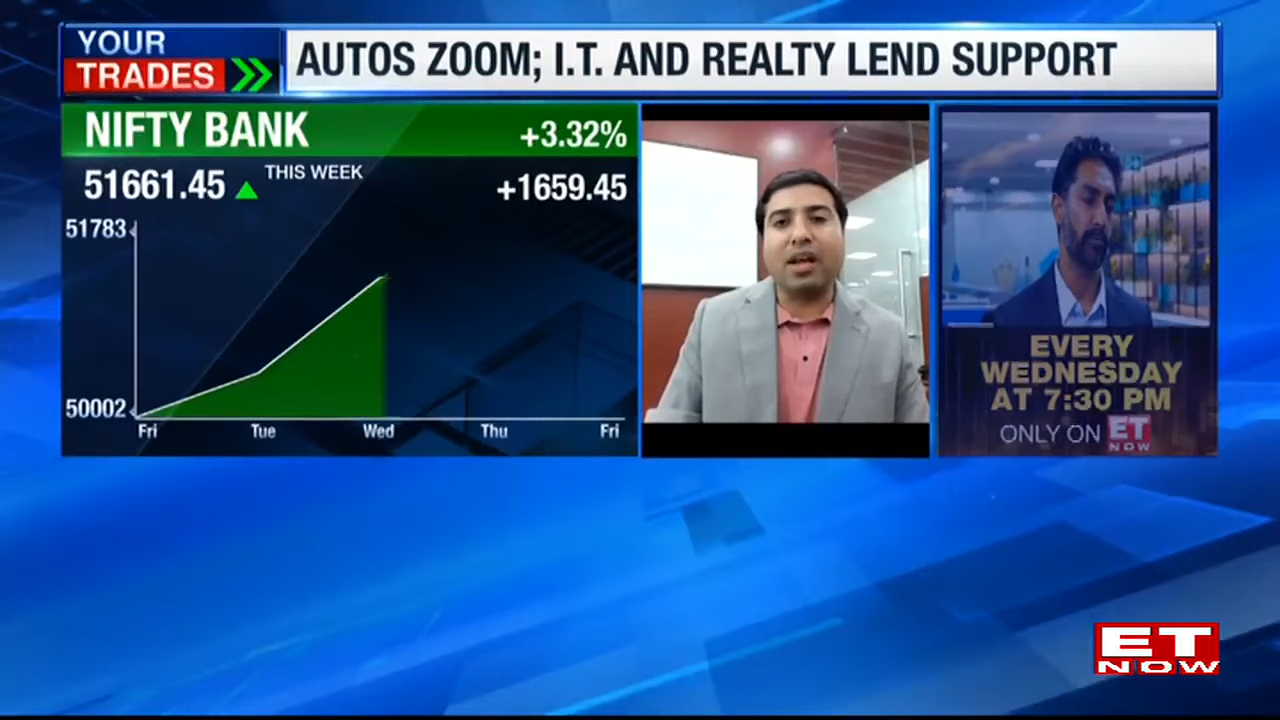 YOUR
TRADES
AUTOS ZOOM; I.T. AND REALTY LEND SUPPORT
NIFTY BANK +3.32%
51661.45 THIS WEEK +1659.45
51783
50002
Fri Tue Wed Thu Fri
EVERY
WEDNESDAY
AT 7:30 PM
ONLY ON ET
NOW
ET
NOW